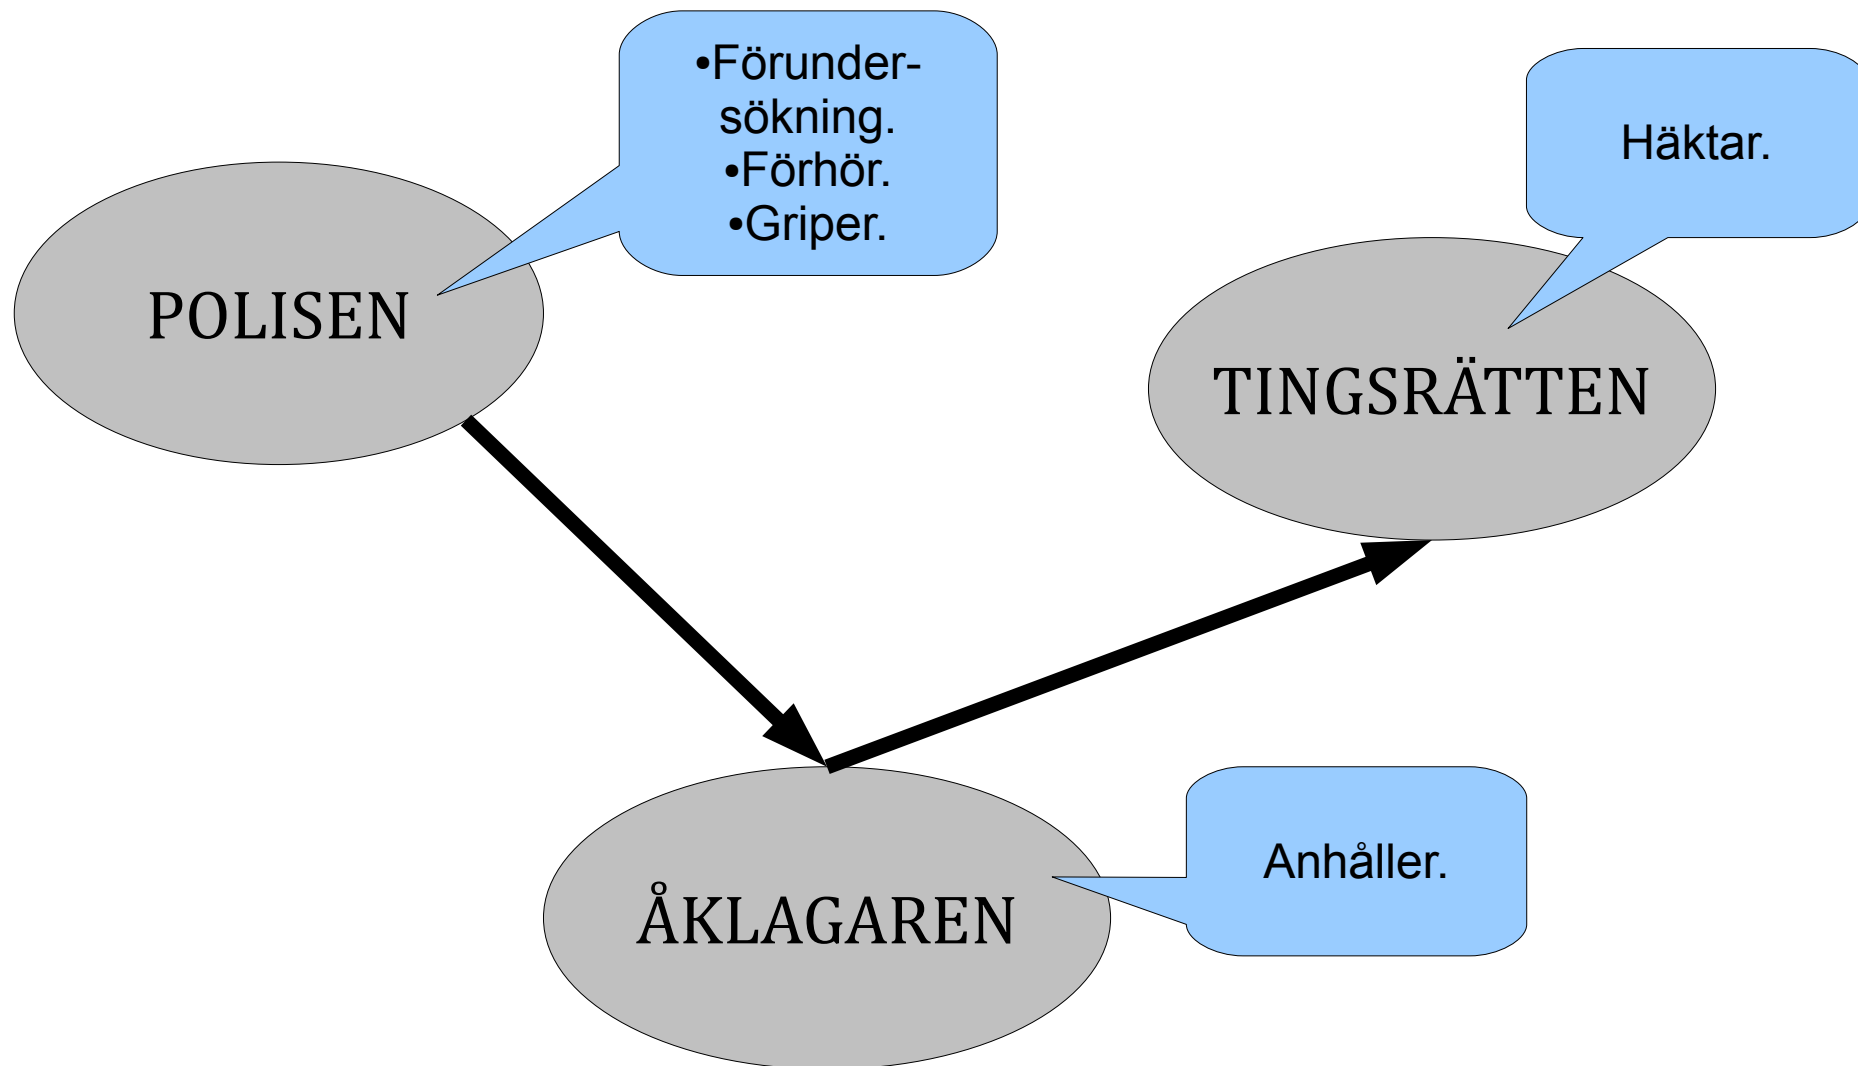 •Förunder-
sökning.
•Förhör.
•Griper.
Häktar.
POLISEN
TINGSRÄTTEN
Anhåller.
ÅKLAGAREN